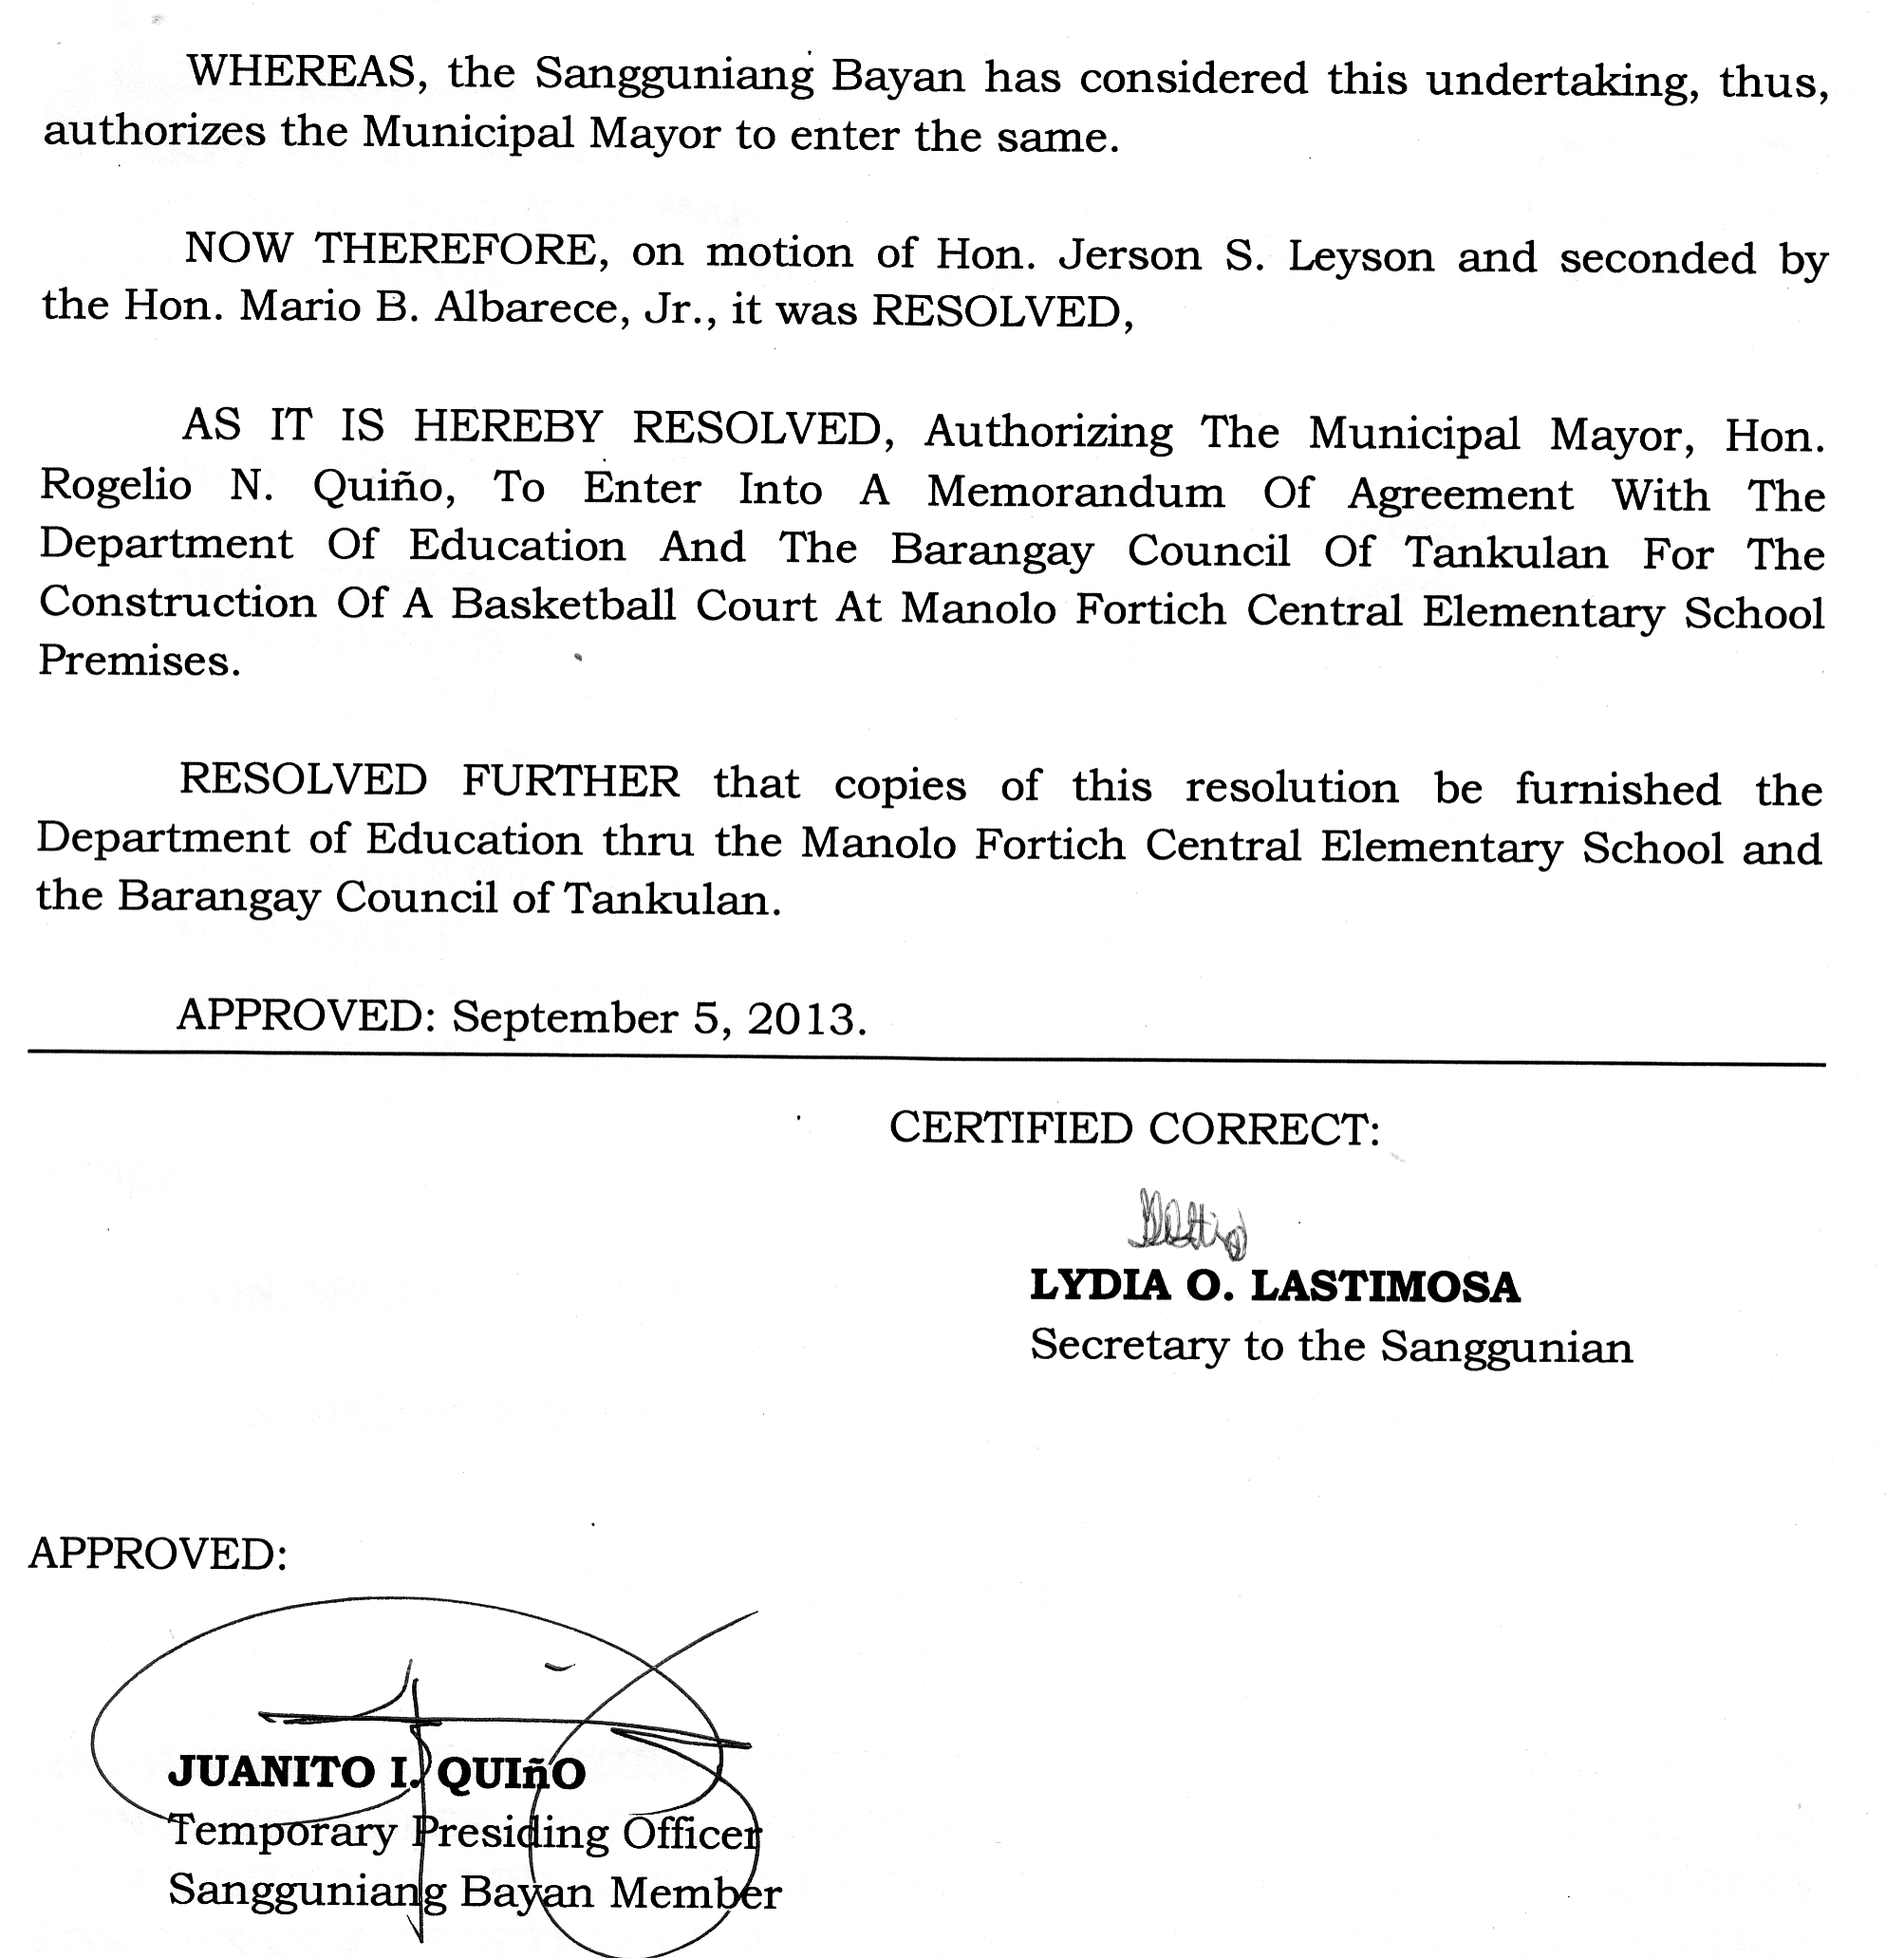 WHEREAS, the Sangguniang Bayan has considered this undertaking, thus,
authorizes the Municipal Mayor to enter the same.
NOW THEREFORE, on motion of Hon. Jerson S. Leyson and seconded by
the Hon. Mario B. Albarece, Jr., it was RESOLVED,
AS IT IS HEREBY RESOLVED, Authorizing The Municipal Mayor, Hon.
Rogelio N. Quiño, To Enter Into A Memorandum Of Agreement With The
Department Of Education And The Barangay Council Of Tankulan For The
Construction Of A Basketball Court At Manolo Fortich Central Elementary School
Premises.
RESOLVED FURTHER that copies of this resolution be furnished the
Department of Education thru the Manolo Fortich Central Elementary School and
the Barangay Council of Tankulan.
APPROVED: September 5, 2013.
CERTIFIED CORRECT:
LYDIA O. LASTIMOSA
Secretary to the Sanggunian
APPROVED:
JUANITO I. QUIñO
Temporary Presiding Officer
Sangguniang Bayan Member